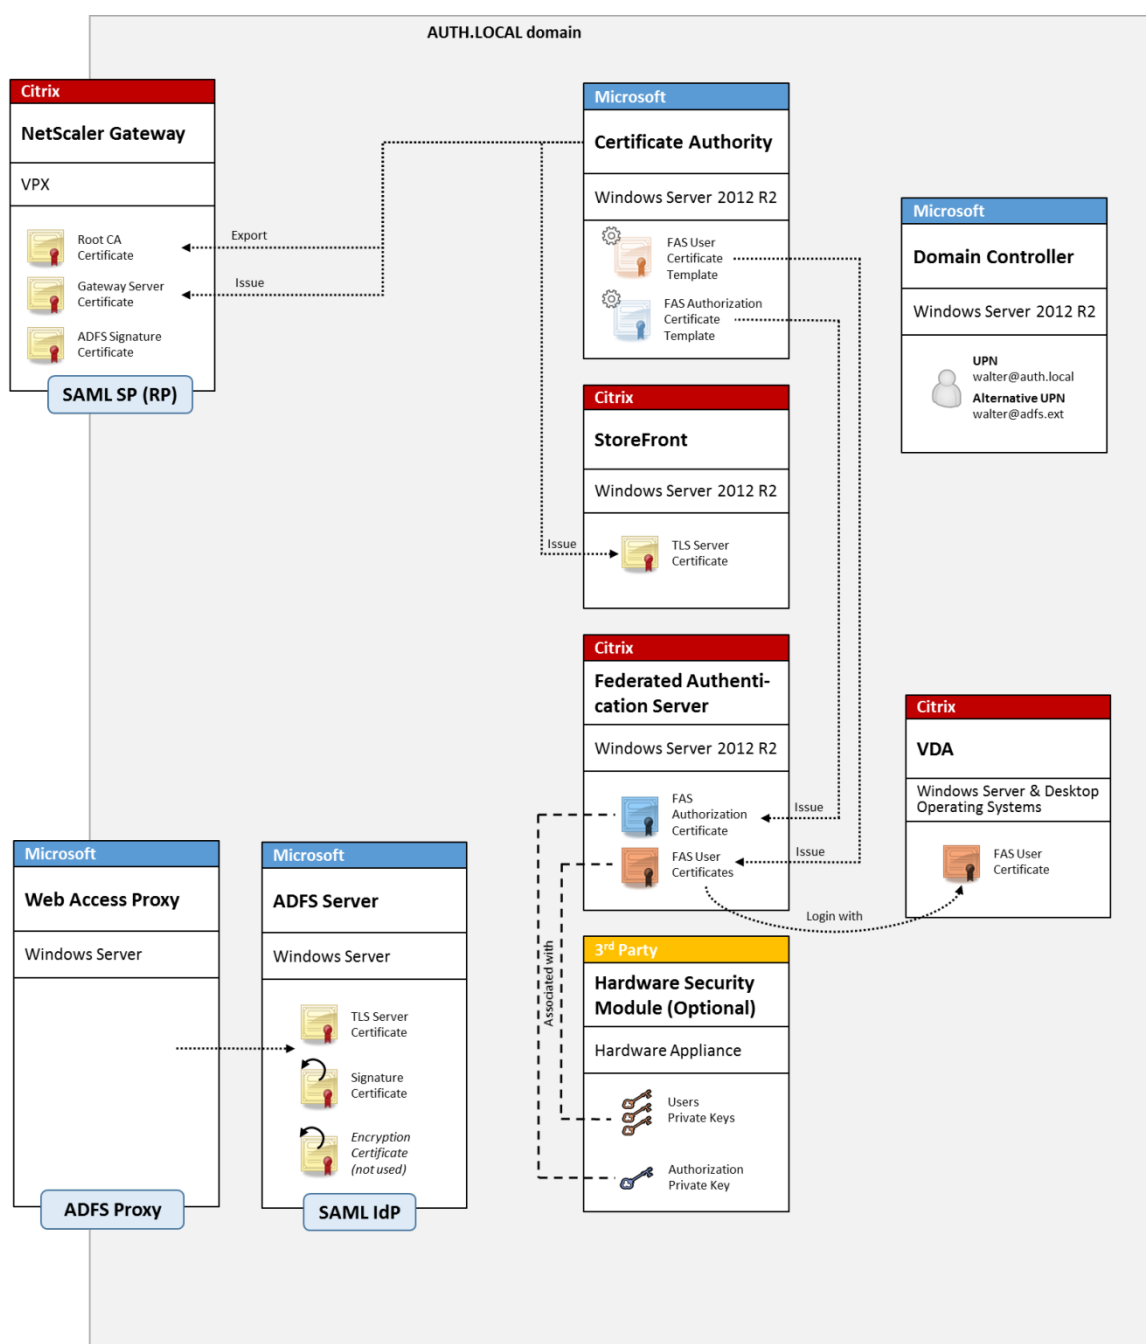 AUTH.LOCAL domain
Citrix
NetScaler Gateway
VPX
Root CA
Certificate
Gateway Server
Certificate
ADFS Signature
Certificate
SAML SP (RP)
Export
Issue
Microsoft
Certificate Authority
Windows Server 2012 R2
FAS User
Certificate
Template
FAS Authorization
Certificate
Template
Microsoft
Domain Controller
Windows Server 2012 R2
UPN
walter@auth.local
Alternative UPN
walter@adfs.ext
Citrix
StoreFront
Windows Server 2012 R2
Issue
TLS Server
Certificate
Citrix
Federated Authenti-
cation Server
Windows Server 2012 R2
FAS
Authorization
Certificate
Issue
FAS User
Certificates
Issue
Login with
Citrix
VDA
Windows Server & Desktop
Operating Systems
FAS User
Certificate
Microsoft
Web Access Proxy
Windows Server
ADFS Proxy
Microsoft
ADFS Server
Windows Server
TLS Server
Certificate
Signature
Certificate
Encryption
Certificate
(not used)
SAML IdP
Associated with
3rd Party
Hardware Security
Module (Optional)
Hardware Appliance
Users
Private Keys
Authorization
Private Key